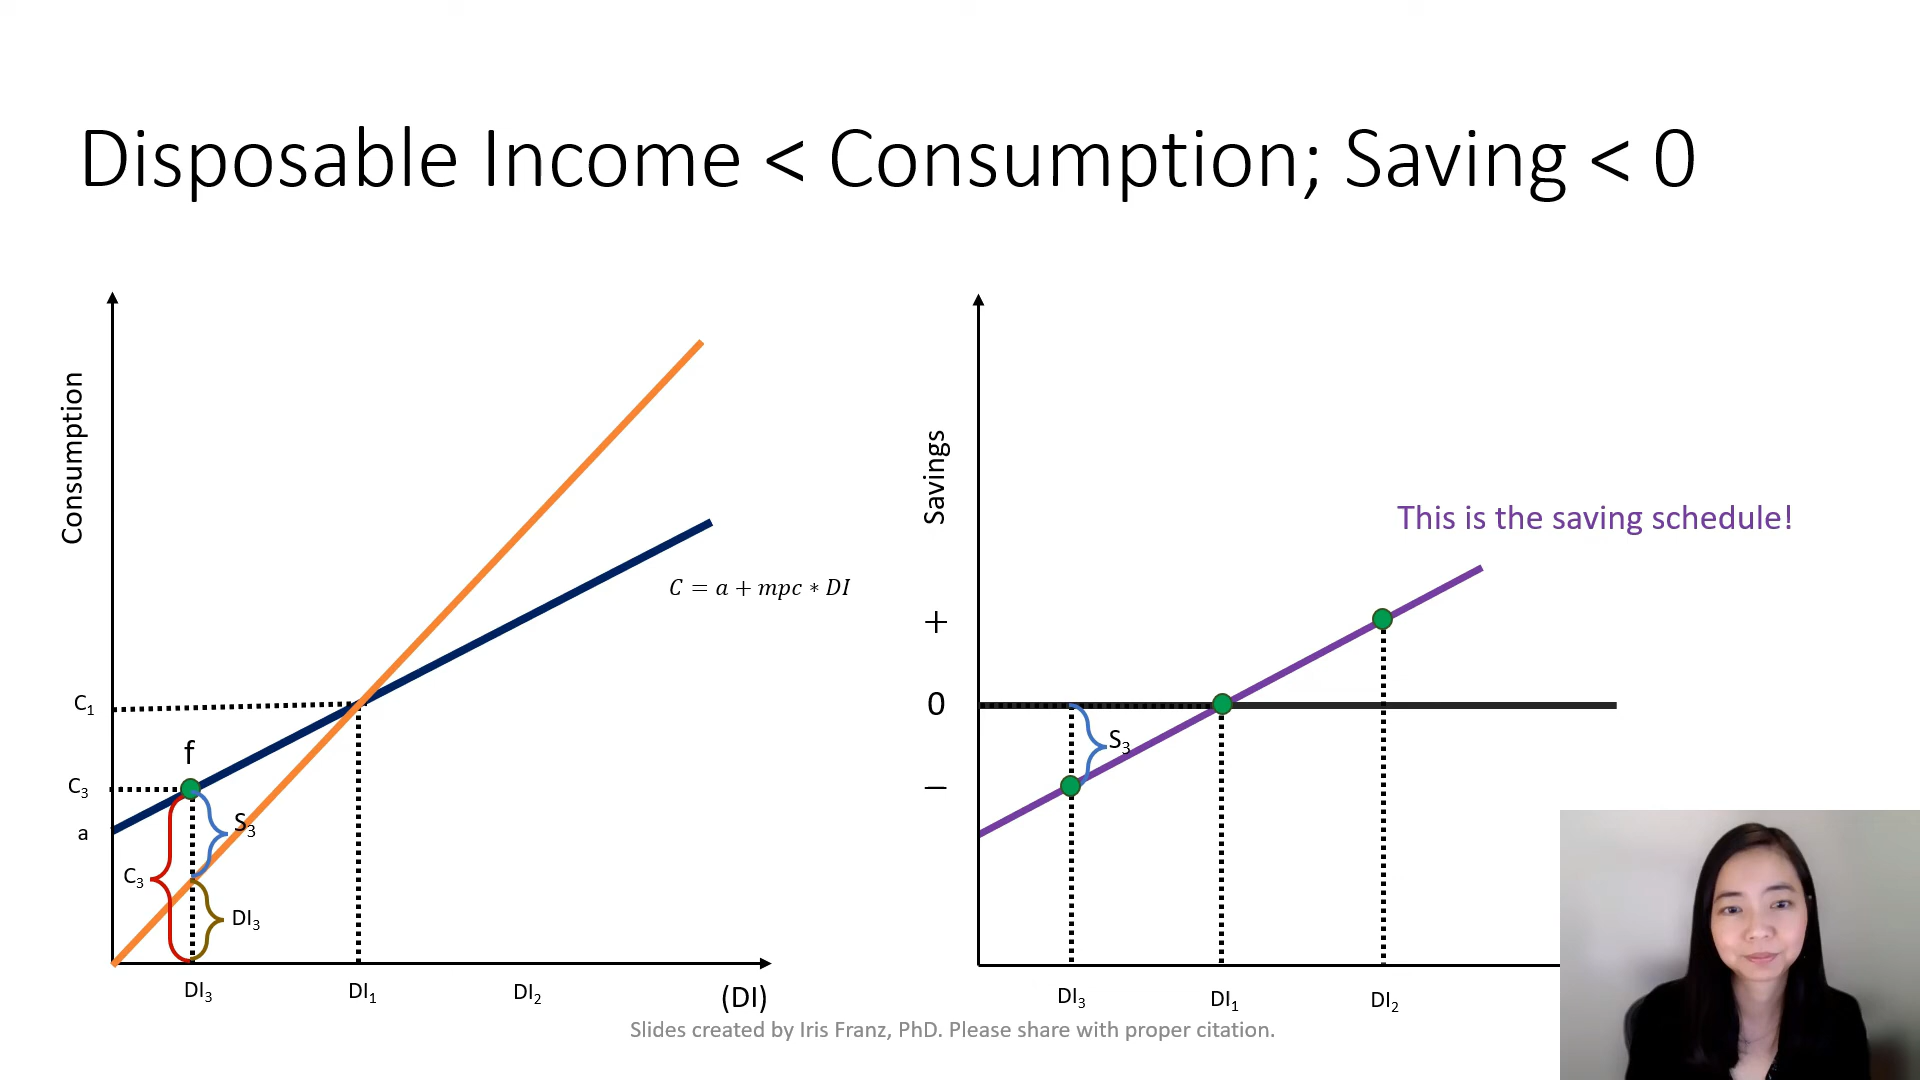 Disposable Income < Consumption; Saving < 0
Consumption
C = a + mpc ∗ DI
C₁
f
C₃
a
S₃
C₃
DI₃
DI₃
DI₁
DI₂
(DI)
Savings
This is the saving schedule!
+
0
S₃
−
DI₃
DI₁
DI₂
Slides created by Iris Franz, PhD. Please share with proper citation.